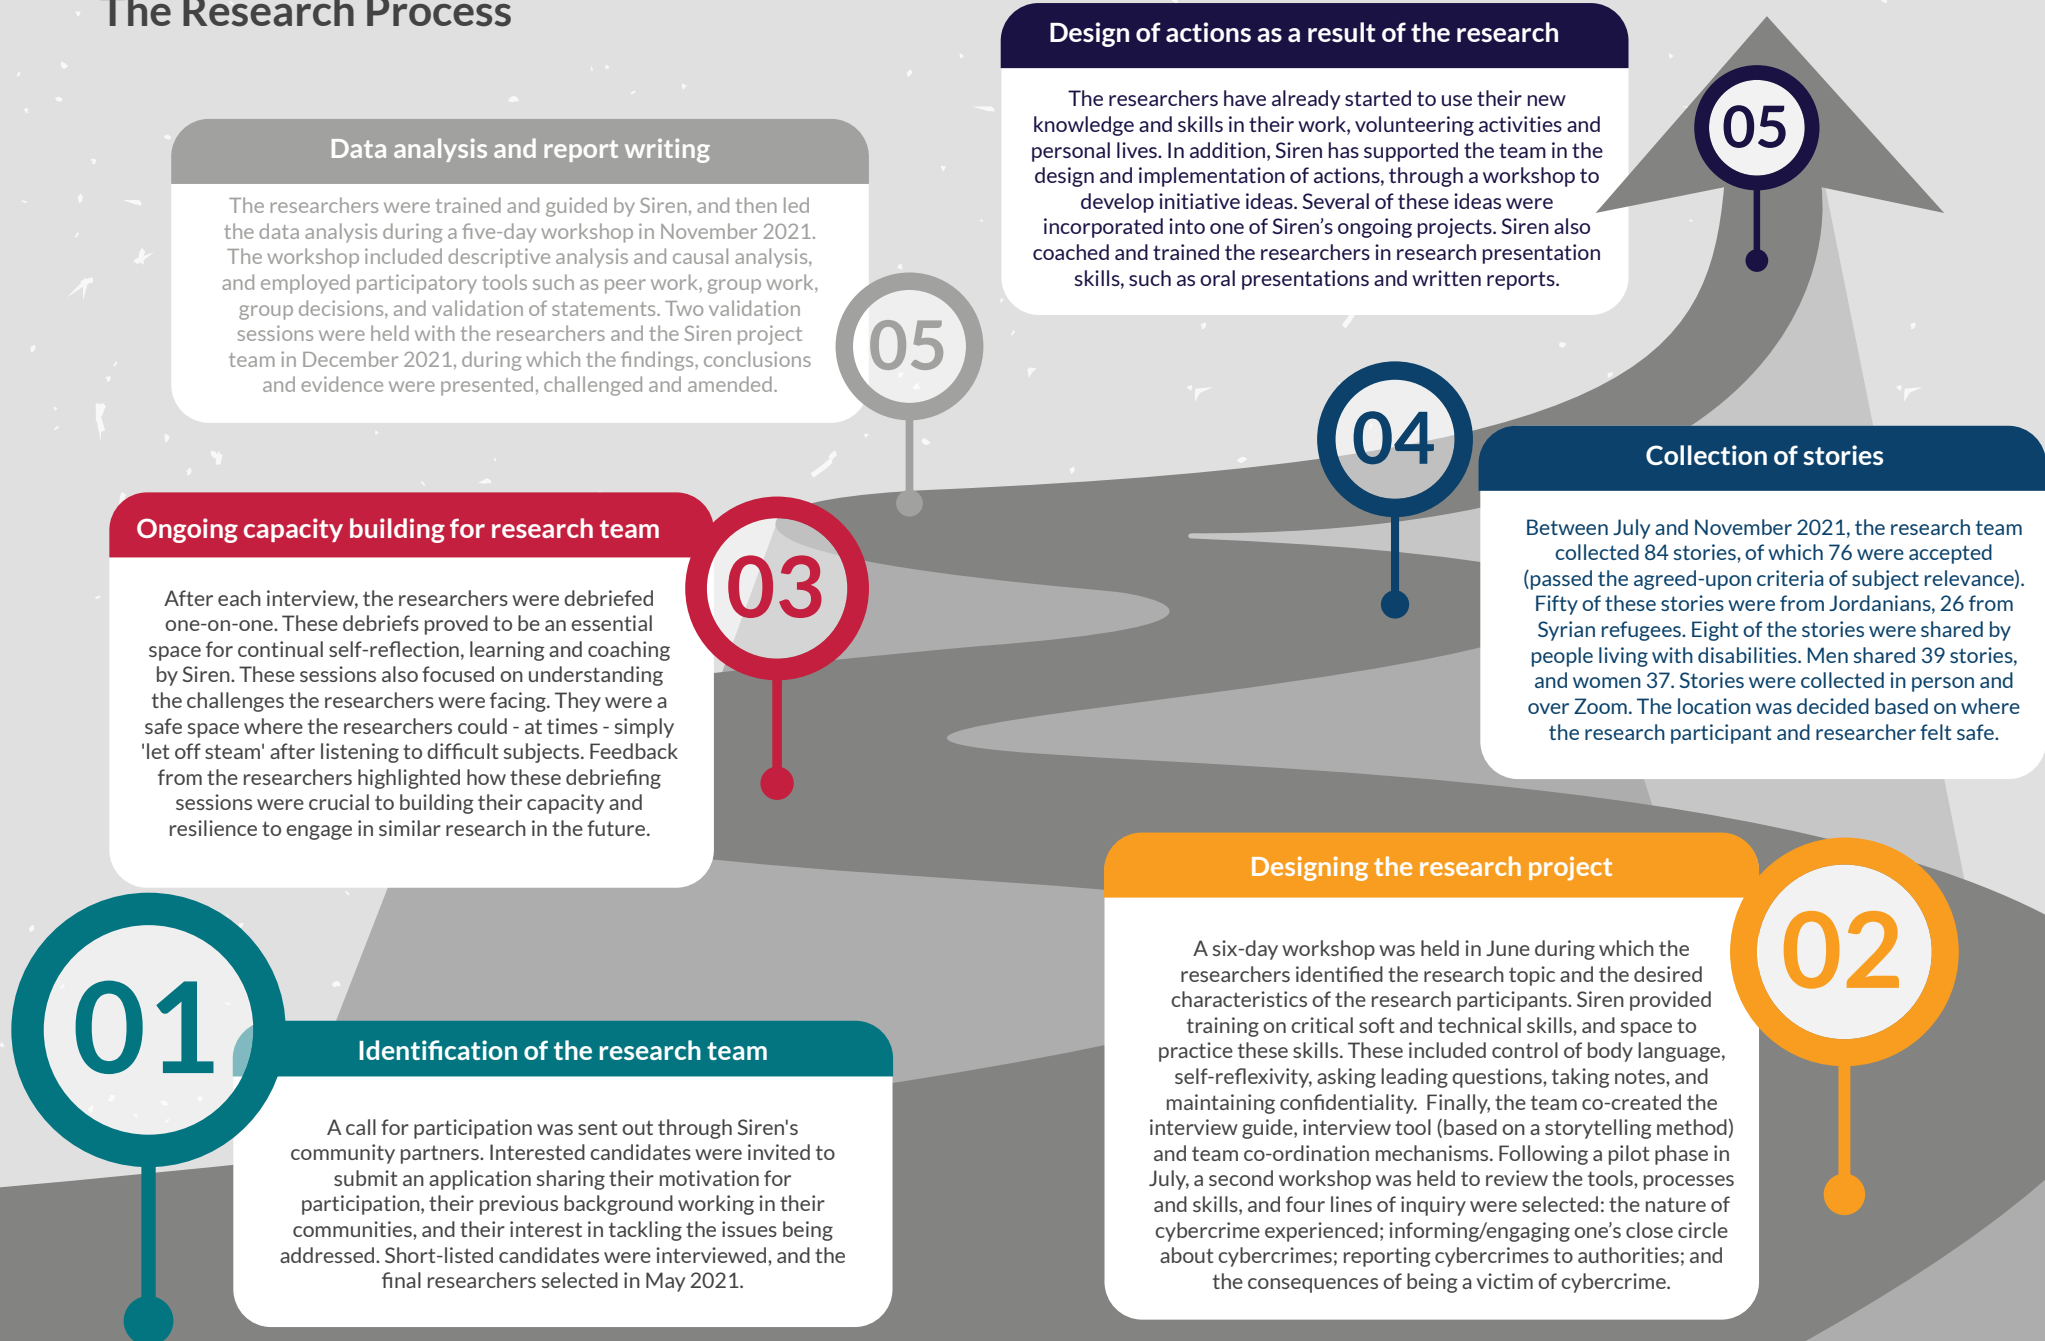 The Research Process
Design of actions as a result of the research
The researchers have already started to use their new
knowledge and skills in their work, volunteering activities and
personal lives. In addition, Siren has supported the team in the
design and implementation of actions, through a workshop to
develop initiative ideas. Several of these ideas were
incorporated into one of Siren’s ongoing projects. Siren also
coached and trained the researchers in research presentation
skills, such as oral presentations and written reports.
05
Data analysis and report writing
The researchers were trained and guided by Siren, and then led
the data analysis during a five-day workshop in November 2021.
The workshop included descriptive analysis and causal analysis,
and employed participatory tools such as peer work, group work,
group decisions, and validation of statements. Two validation
sessions were held with the researchers and the Siren project
team in December 2021, during which the findings, conclusions
and evidence were presented, challenged and amended.
05
04
Collection of stories
Between July and November 2021, the research team
collected 84 stories, of which 76 were accepted
(passed the agreed-upon criteria of subject relevance).
Fifty of these stories were from Jordanians, 26 from
Syrian refugees. Eight of the stories were shared by
people living with disabilities. Men shared 39 stories,
and women 37. Stories were collected in person and
over Zoom. The location was decided based on where
the research participant and researcher felt safe.
Ongoing capacity building for research team
03
After each interview, the researchers were debriefed
one-on-one. These debriefs proved to be an essential
space for continual self-reflection, learning and coaching
by Siren. These sessions also focused on understanding
the challenges the researchers were facing. They were a
safe space where the researchers could - at times - simply
'let off steam' after listening to difficult subjects. Feedback
from the researchers highlighted how these debriefing
sessions were crucial to building their capacity and
resilience to engage in similar research in the future.
Designing the research project
02
A six-day workshop was held in June during which the
researchers identified the research topic and the desired
characteristics of the research participants. Siren provided
training on critical soft and technical skills, and space to
practice these skills. These included control of body language,
self-reflexivity, asking leading questions, taking notes, and
maintaining confidentiality.  Finally, the team co-created the
interview guide, interview tool (based on a storytelling method)
and team co-ordination mechanisms. Following a pilot phase in
July, a second workshop was held to review the tools, processes
and skills, and four lines of inquiry were selected: the nature of
cybercrime experienced; informing/engaging one’s close circle
about cybercrimes; reporting cybercrimes to authorities; and
the consequences of being a victim of cybercrime.
01
Identification of the research team
A call for participation was sent out through Siren's
community partners. Interested candidates were invited to
submit an application sharing their motivation for
participation, their previous background working in their
communities, and their interest in tackling the issues being
addressed. Short-listed candidates were interviewed, and the
final researchers selected in May 2021.